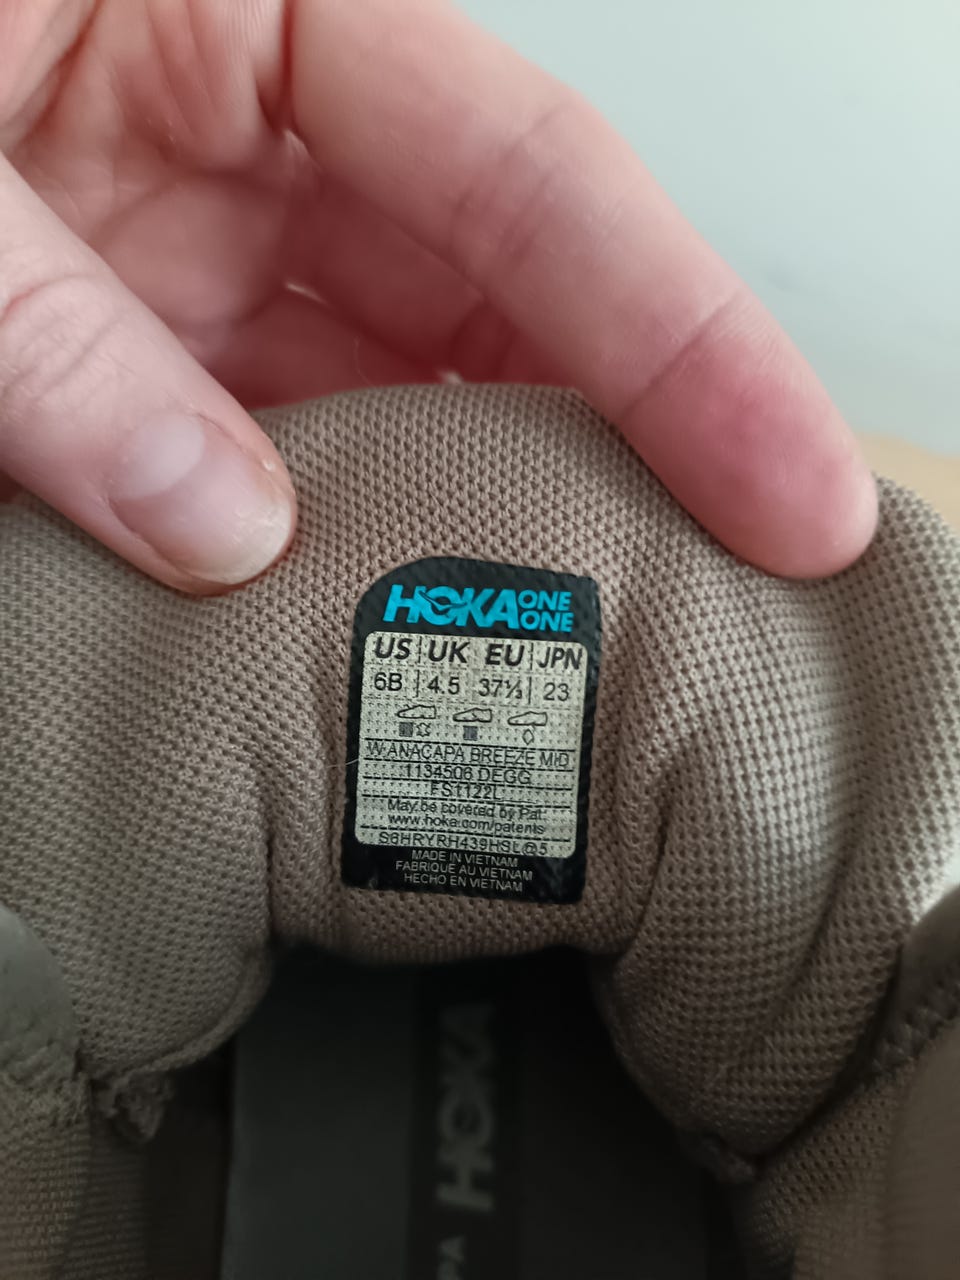 HOKA ONE ONE
US UK EU JPN
6B 4.5 37⅓ 23
W ANACAPA BREEZE MID
1134506 DEGG
FS1122L
May be covered by Pat.
www.hoka.com/patents
S6HRYRH439HSL@5
MADE IN VIETNAM
FABRIQUE AU VIETNAM
HECHO EN VIETNAM
HOKA
PA